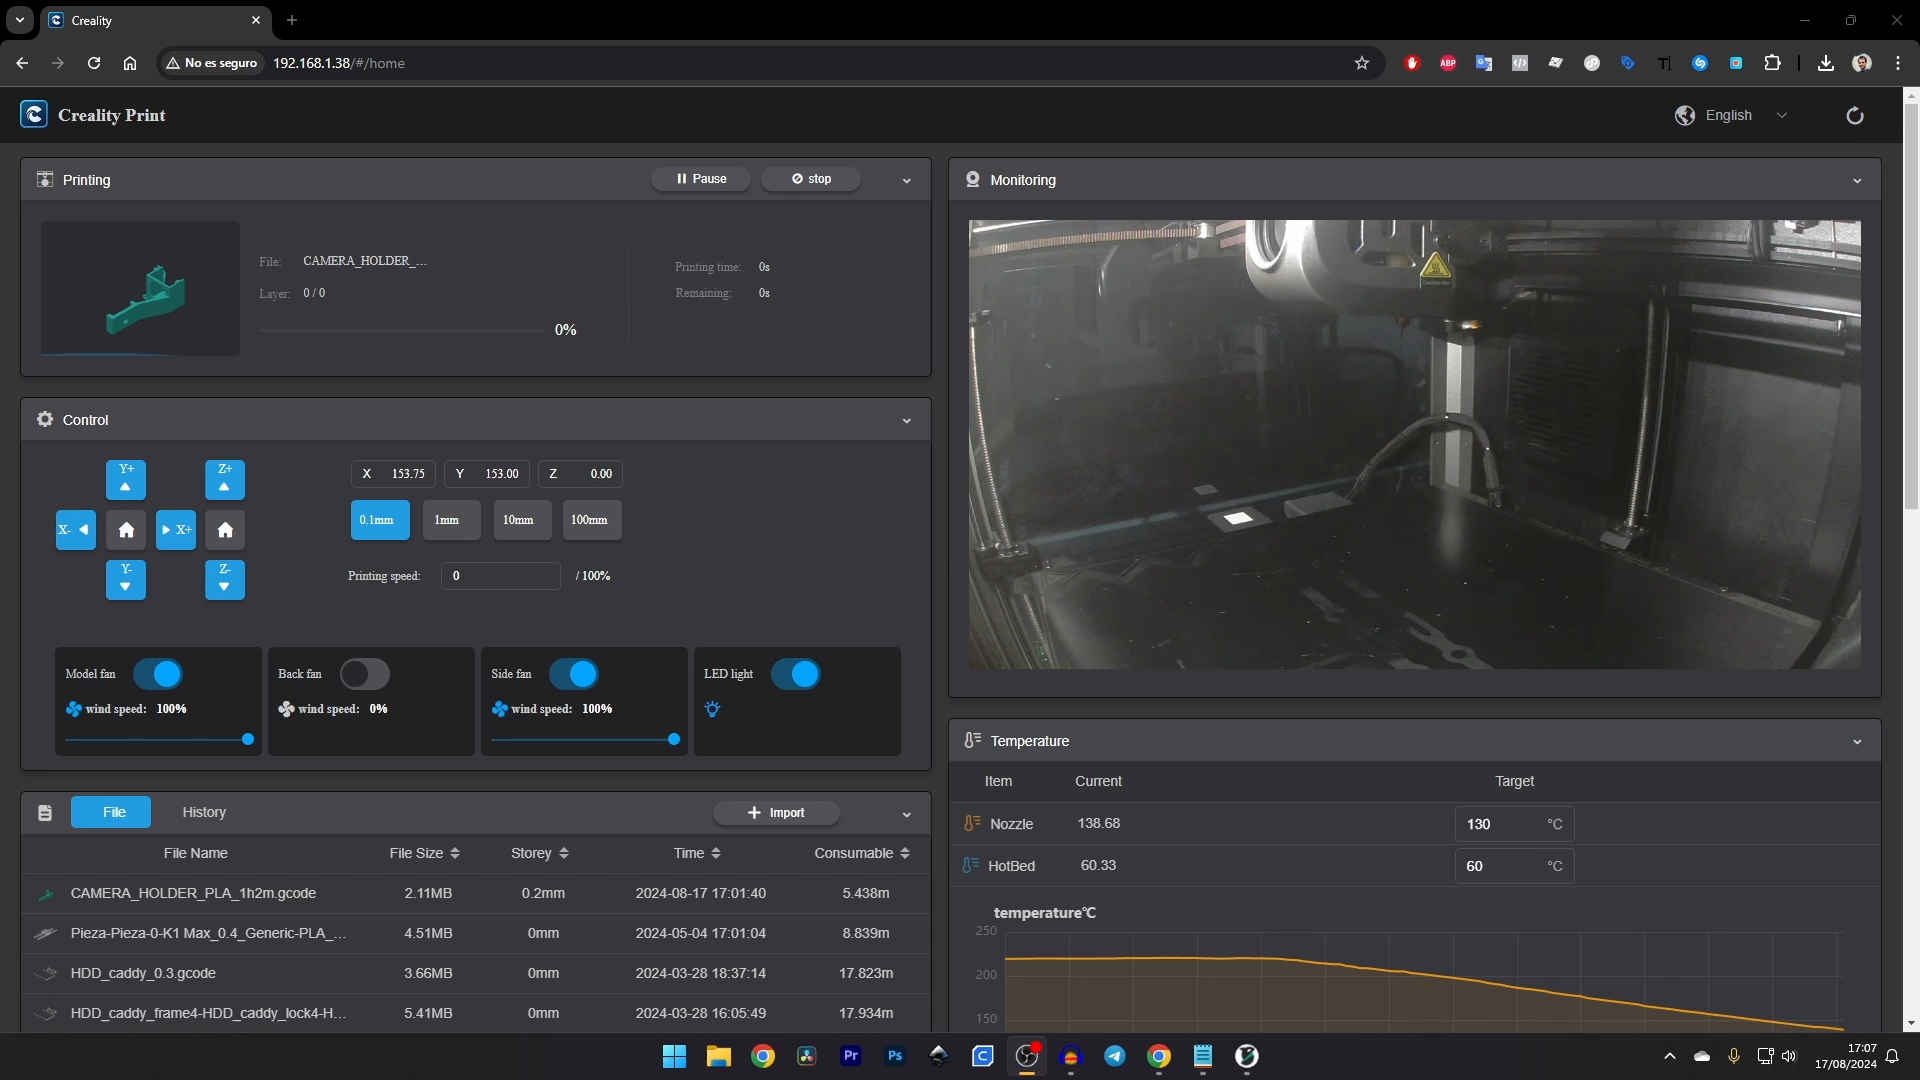 Creality
No es seguro
192.168.1.38/#/home
ABP
Creality Print
English
Printing
Pause
stop
File: CAMERA_HOLDER_...
Layer: 0 / 0
0%
Printing time: 0s
Remaining: 0s
Monitoring
Control
Y+
Z+
X-
X+
Y-
Z-
X 153.75
Y 153.00
Z 0.00
0.1mm
1mm
10mm
100mm
Printing speed: 0 / 100%
Model fan
wind speed: 100%
Back fan
wind speed: 0%
Side fan
wind speed: 100%
LED light
Temperature
Item Current Target
Nozzle 138.68 130 °C
HotBed 60.33 60 °C
temperature℃
250
200
150
File
History
Import
File Name File Size Storey Time Consumable
CAMERA_HOLDER_PLA_1h2m.gcode 2.11MB 0.2mm 2024-08-17 17:01:40 5.438m
Pieza-Pieza-0-K1 Max_0.4_Generic-PLA_... 4.51MB 0mm 2024-05-04 17:01:04 8.839m
HDD_caddy_0.3.gcode 3.66MB 0mm 2024-03-28 18:37:14 17.823m
HDD_caddy_frame4-HDD_caddy_lock4-H... 5.41MB 0mm 2024-03-28 16:05:49 17.934m
Pr
Ps
17:07
17/08/2024